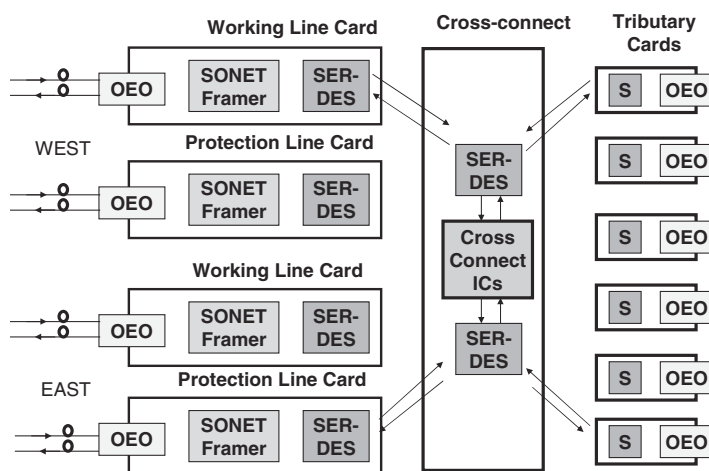 Working Line Card
Cross-connect
Tributary
Cards
OEO
SONET
Framer
SER-
DES
S
OEO
WEST
Protection Line Card
OEO
SONET
Framer
SER-
DES
SER-
DES
S
OEO
Cross
Connect
ICs
S
OEO
Working Line Card
OEO
SONET
Framer
SER-
DES
SER-
DES
S
OEO
EAST
Protection Line Card
OEO
SONET
Framer
SER-
DES
S
OEO
S
OEO